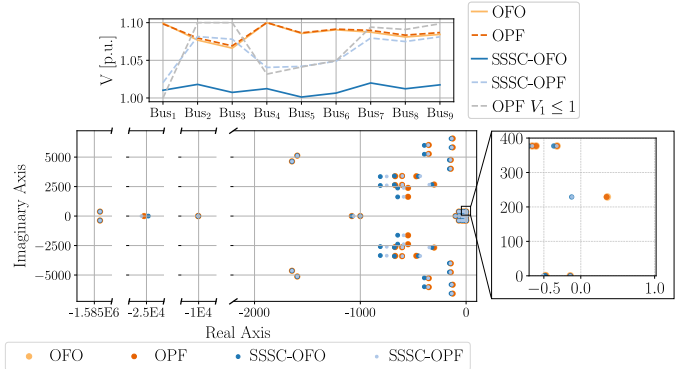 V [p.u.]
1.10
1.05
1.00
Bus1 Bus2 Bus3 Bus4 Bus5 Bus6 Bus7 Bus8 Bus9
OFO
OPF
SSSC-OFO
SSSC-OPF
OPF V1 ≤ 1
Imaginary Axis
5000
2500
0
−2500
−5000
-1.585E6 -2.5E4 -1E4 −2000 −1000 0
Real Axis
400
300
200
100
0
−0.5 0.0 1.0
OFO OPF SSSC-OFO SSSC-OPF